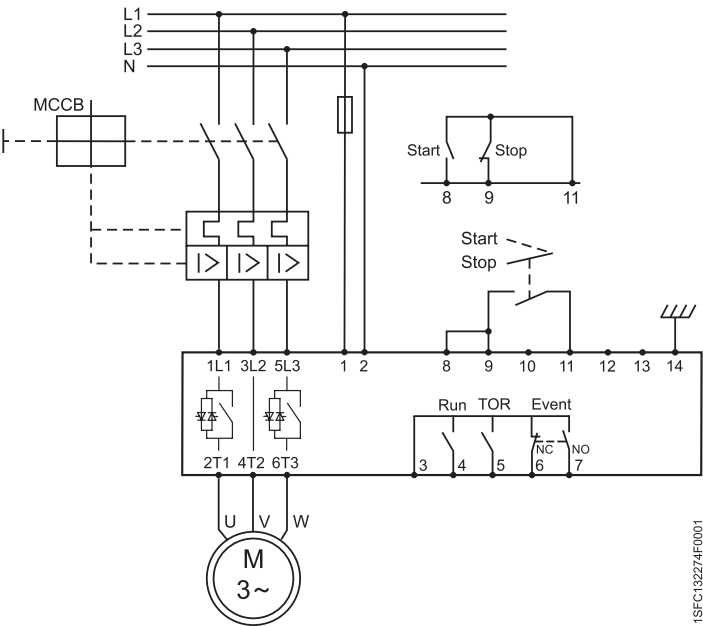 L1
L2
L3
N
MCCB
Start Stop
8 9 11
Start
Stop
1L1 3L2 5L3 1 2 8 9 10 11 12 13 14
Run TOR Event
NC NO
2T1 4T2 6T3 3 4 5 6 7
U V W
M
3~
1SFC132274F0001